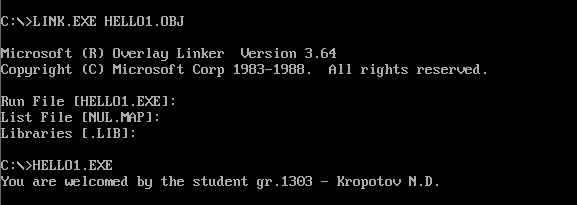 C:\>LINK.EXE HELLO1.OBJ
Microsoft (R) Overlay Linker  Version 3.64
Copyright (C) Microsoft Corp 1983-1988.  All rights reserved.
Run File [HELLO1.EXE]:
List File [NUL.MAP]:
Libraries [.LIB]:
C:\>HELLO1.EXE
You are welcomed by the student gr.1303 - Kropotov N.D.